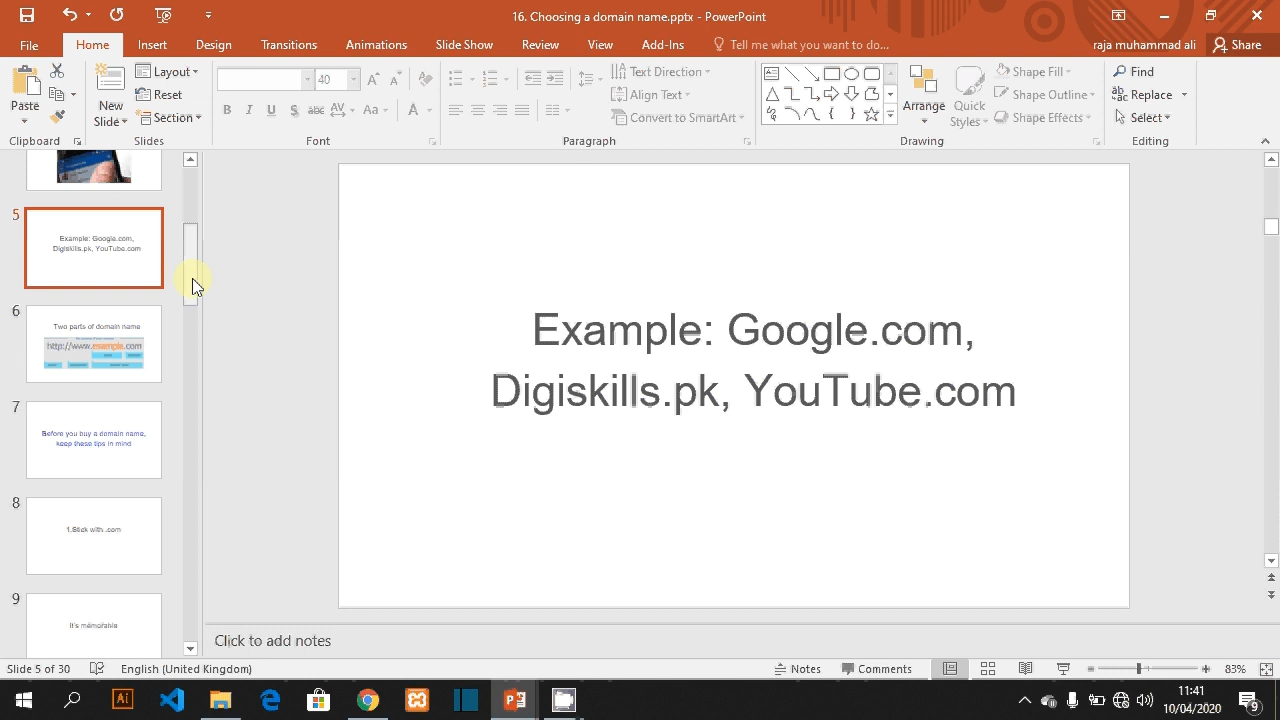 16. Choosing a domain name.pptx - PowerPoint
File Home Insert Design Transitions Animations Slide Show Review View Add-Ins Tell me what you want to do... raja muhammad ali Share
Paste
New Slide
Layout
Reset
Section
40
B I U S abc AV Aa A
Text Direction
Align Text
Convert to SmartArt
Arrange
Quick Styles
Shape Fill
Shape Outline
Shape Effects
Find
Replace
Select
Clipboard Slides Font Paragraph Drawing Editing
5
Example: Google.com,
Digiskills.pk, YouTube.com
6
Two parts of domain name
http://www.example.com
7
Before you buy a domain name,
keep these tips in mind
8
1.Stick with .com
9
It's memorable
Example: Google.com,
Digiskills.pk, YouTube.com
Click to add notes
Slide 5 of 30 English (United Kingdom) Notes Comments 83%
Ai
11:41
10/04/2020